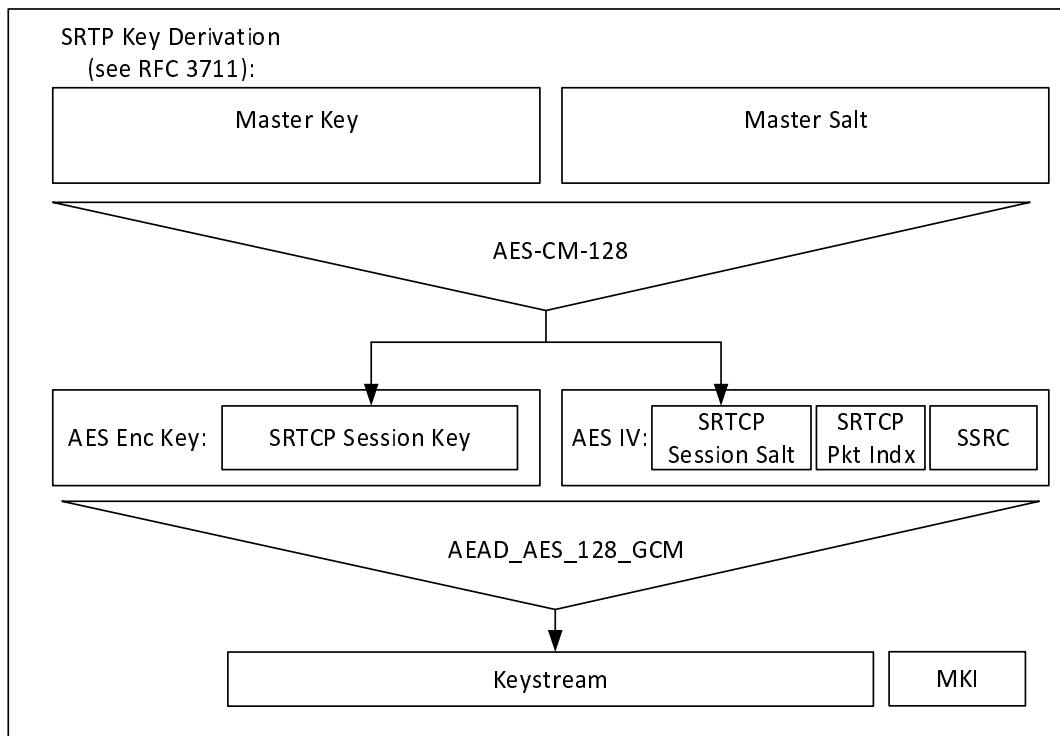 SRTP Key Derivation
(see RFC 3711):
Master Key
Master Salt
AES-CM-128
AES Enc Key:
SRTCP Session Key
AES IV:
SRTCP
Session Salt
SRTCP
Pkt Indx
SSRC
AEAD_AES_128_GCM
Keystream
MKI